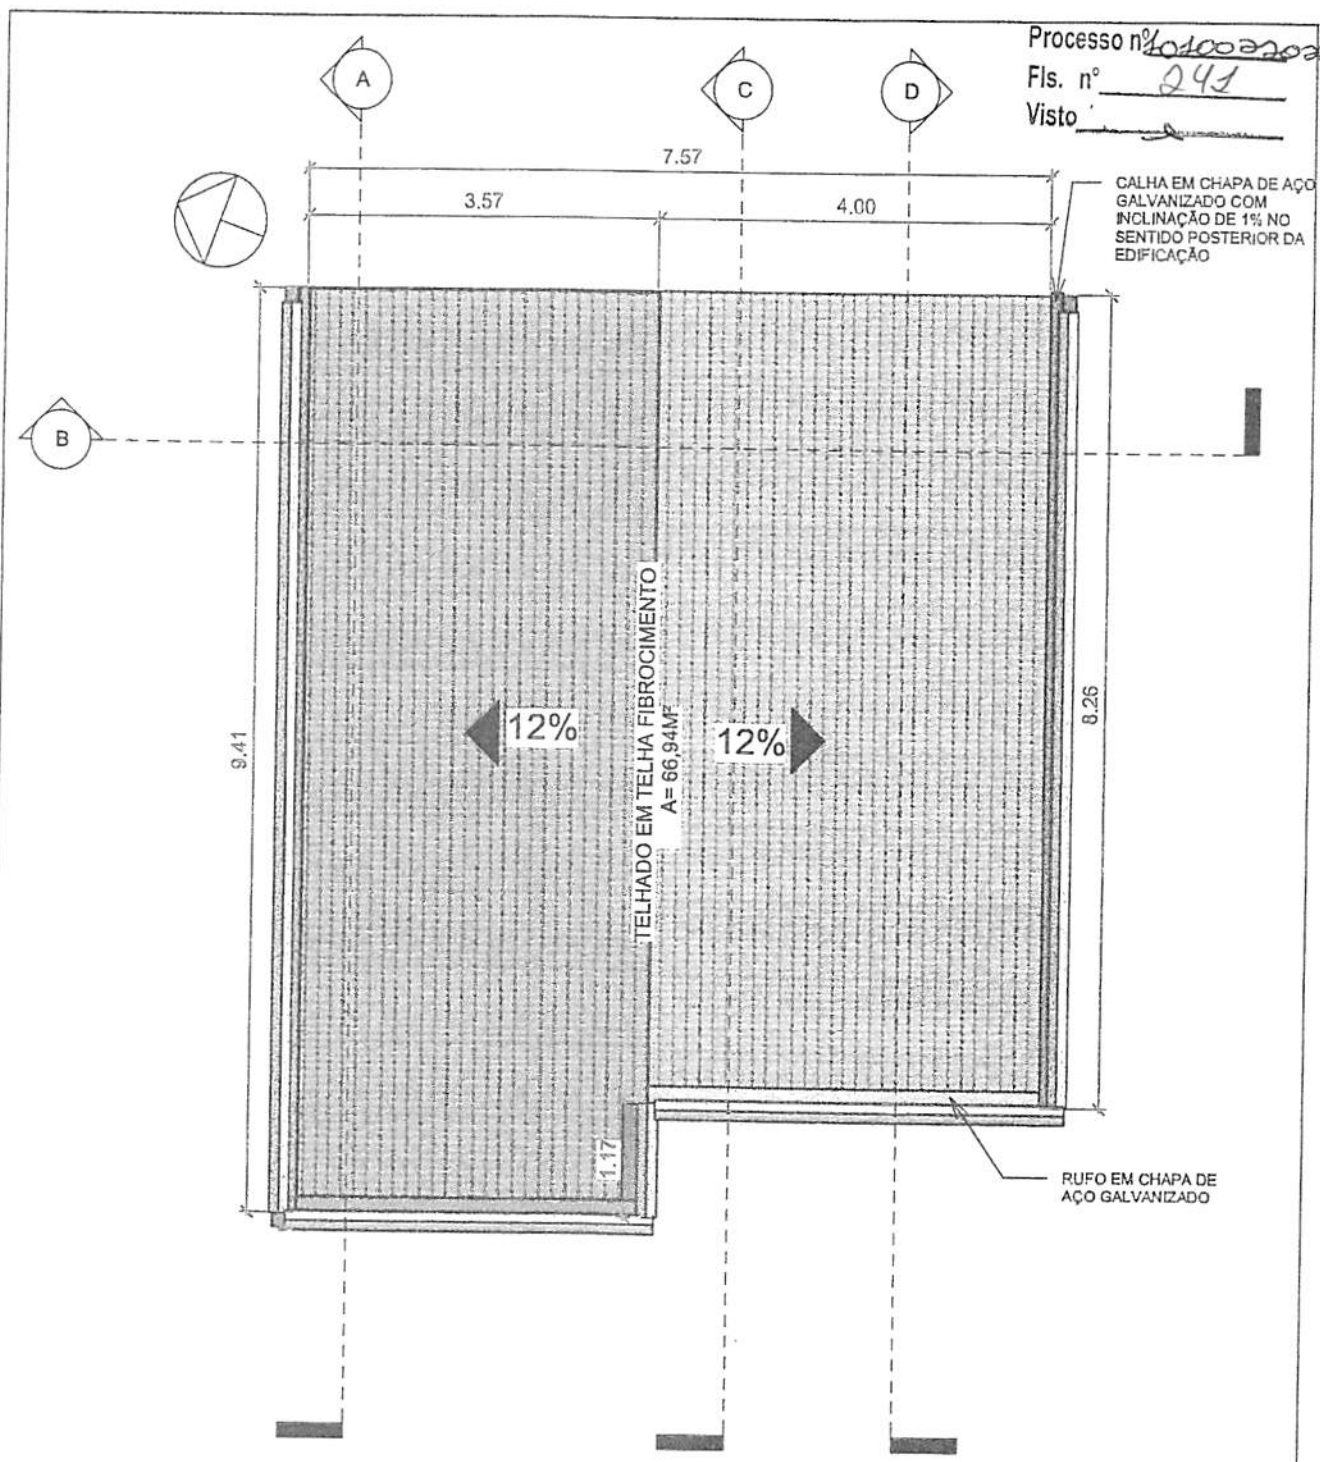 Processo nº
Fls. nº 241
Visto
A
C
D
7.57
3.57
4.00
CALHA EM CHAPA DE AÇO
GALVANIZADO COM
INCLINAÇÃO DE 1% NO
SENTIDO POSTERIOR DA
EDIFICAÇÃO
B
TELHADO EM TELHA FIBROCIMENTO
A= 66,94M²
12%
12%
9.41
8.26
1.17
RUFO EM CHAPA DE
AÇO GALVANIZADO